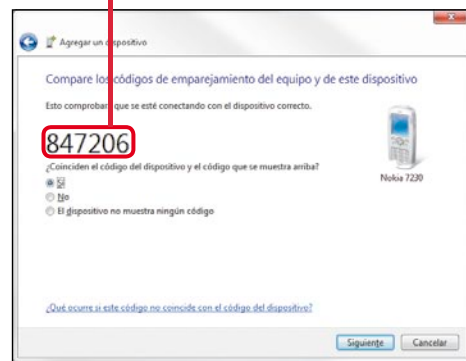 Agregar un dispositivo
Compare los códigos de emparejamiento del equipo y de este dispositivo
Esto comprobará que se esté conectando con el dispositivo correcto.
847206
¿Coinciden el código del dispositivo y el código que se muestra arriba?
Sí
No
El dispositivo no muestra ningún código
Nokia 7230
¿Qué ocurre si este código no coincide con el código del dispositivo?
Siguiente
Cancelar